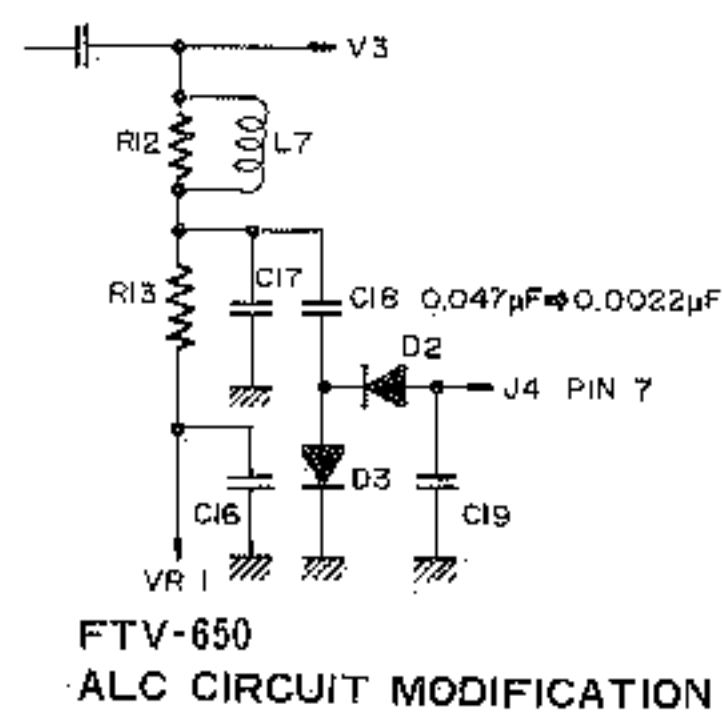 V3
R12
L7
R13
C17
C18 0.047µF⇒0.0022µF
D2
J4 PIN 7
D3
C16
C19
VR 1
FTV-650
ALC CIRCUIT MODIFICATION